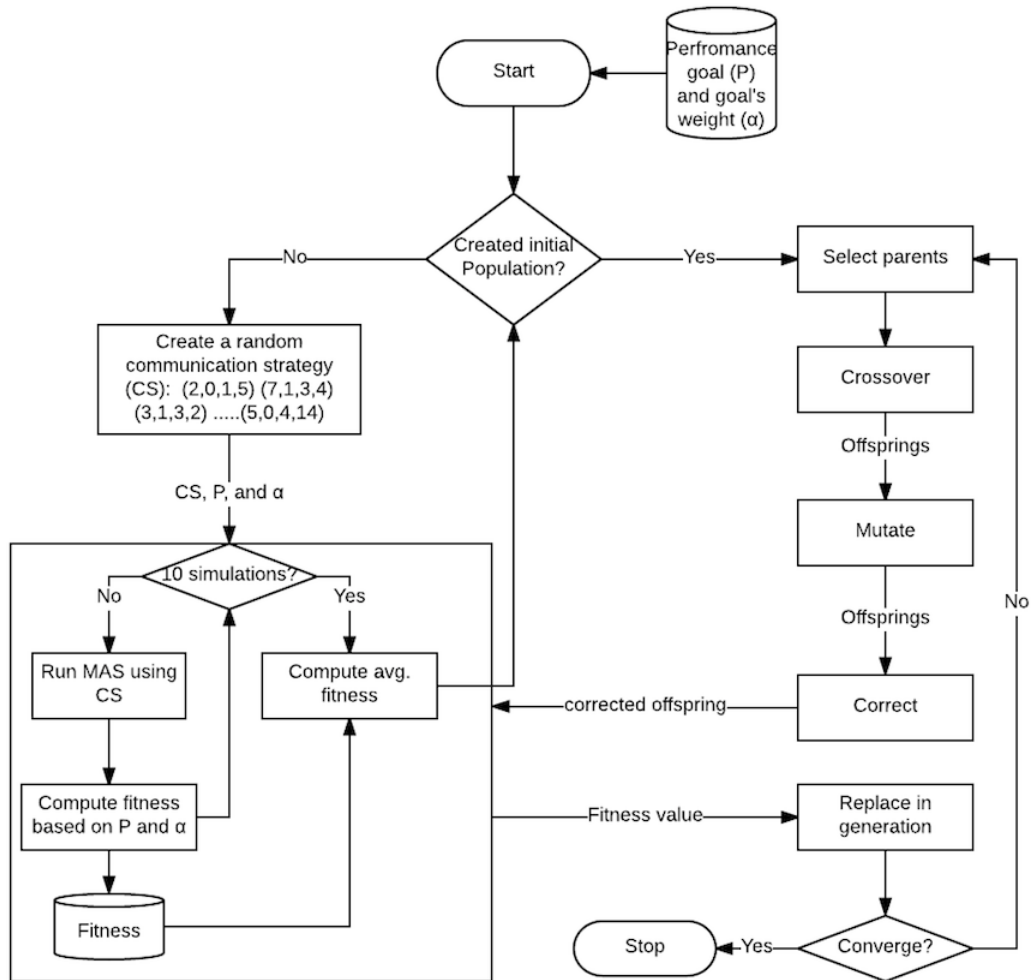 Start
Perfromance
goal (P)
and goal's
weight (α)
Created initial
Population?
No
Yes
Select parents
Create a random
communication strategy
(CS): (2,0,1,5) (7,1,3,4)
(3,1,3,2) .....(5,0,4,14)
Crossover
Offsprings
CS, P, and α
Mutate
10 simulations?
No
Yes
No
Offsprings
Run MAS using
CS
Compute avg.
fitness
corrected offspring
Correct
Compute fitness
based on P and α
Fitness value
Replace in
generation
Fitness
Stop
Yes
Converge?